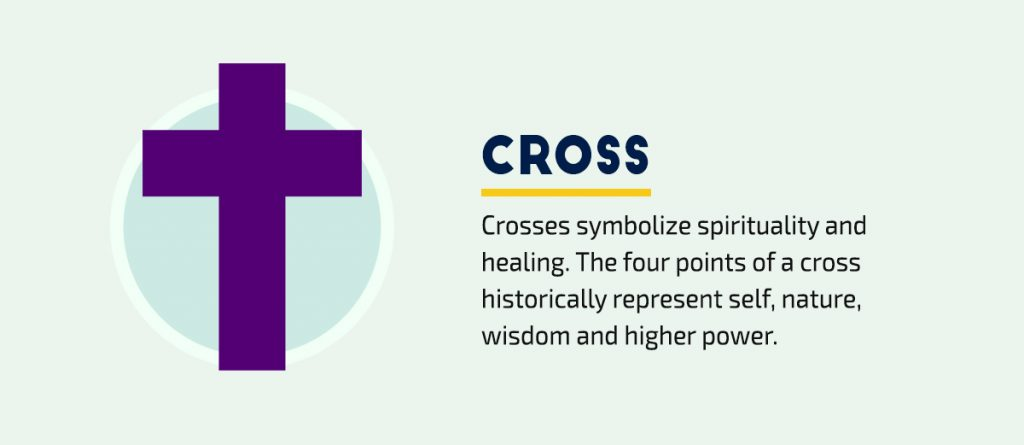 CROSS
Crosses symbolize spirituality and
healing. The four points of a cross
historically represent self, nature,
wisdom and higher power.